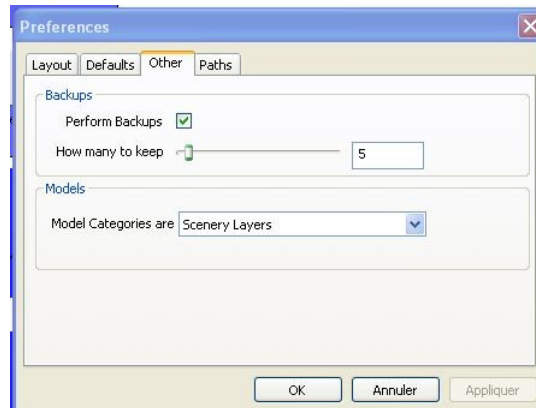 Preferences
Layout Defaults Other Paths
Backups
Perform Backups
How many to keep 5
Models
Model Categories are Scenery Layers
OK Annuler Appliquer